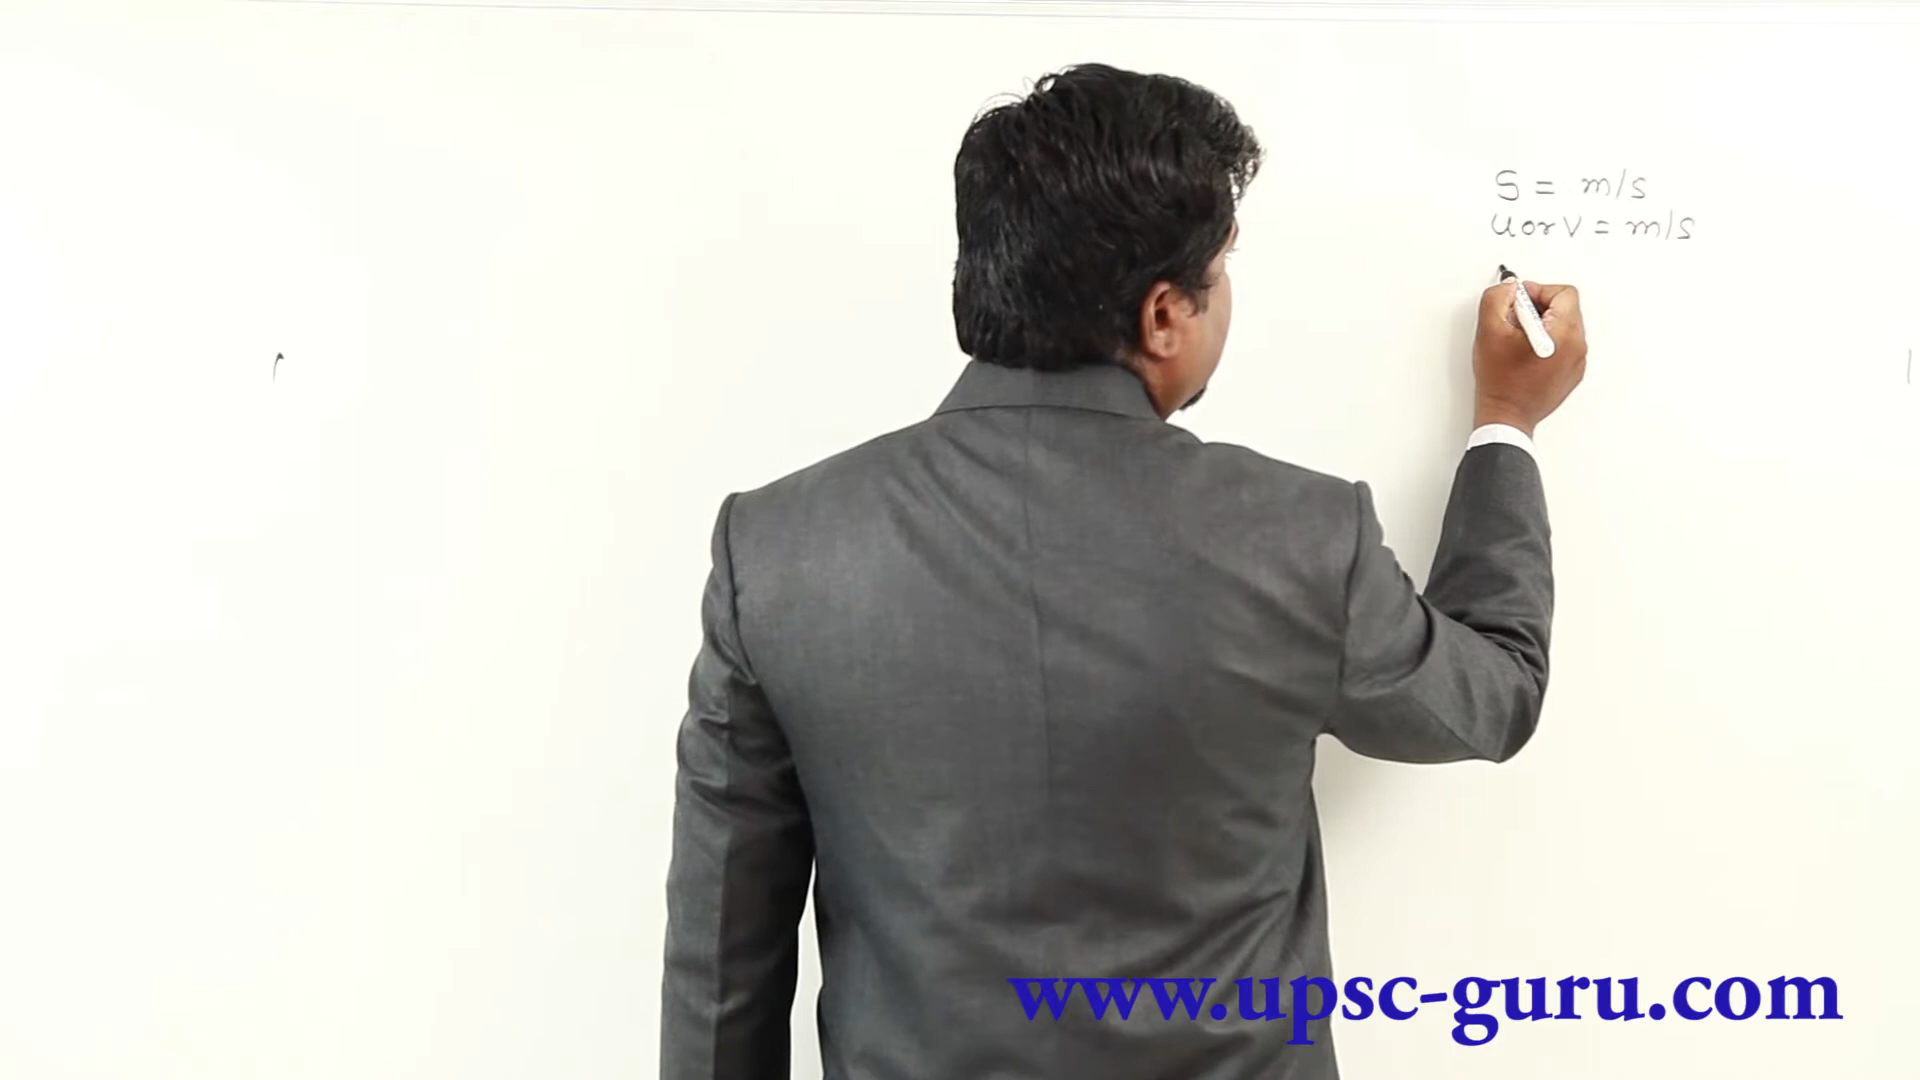 S = m/s
u or v = m/s
www.upsc-guru.com